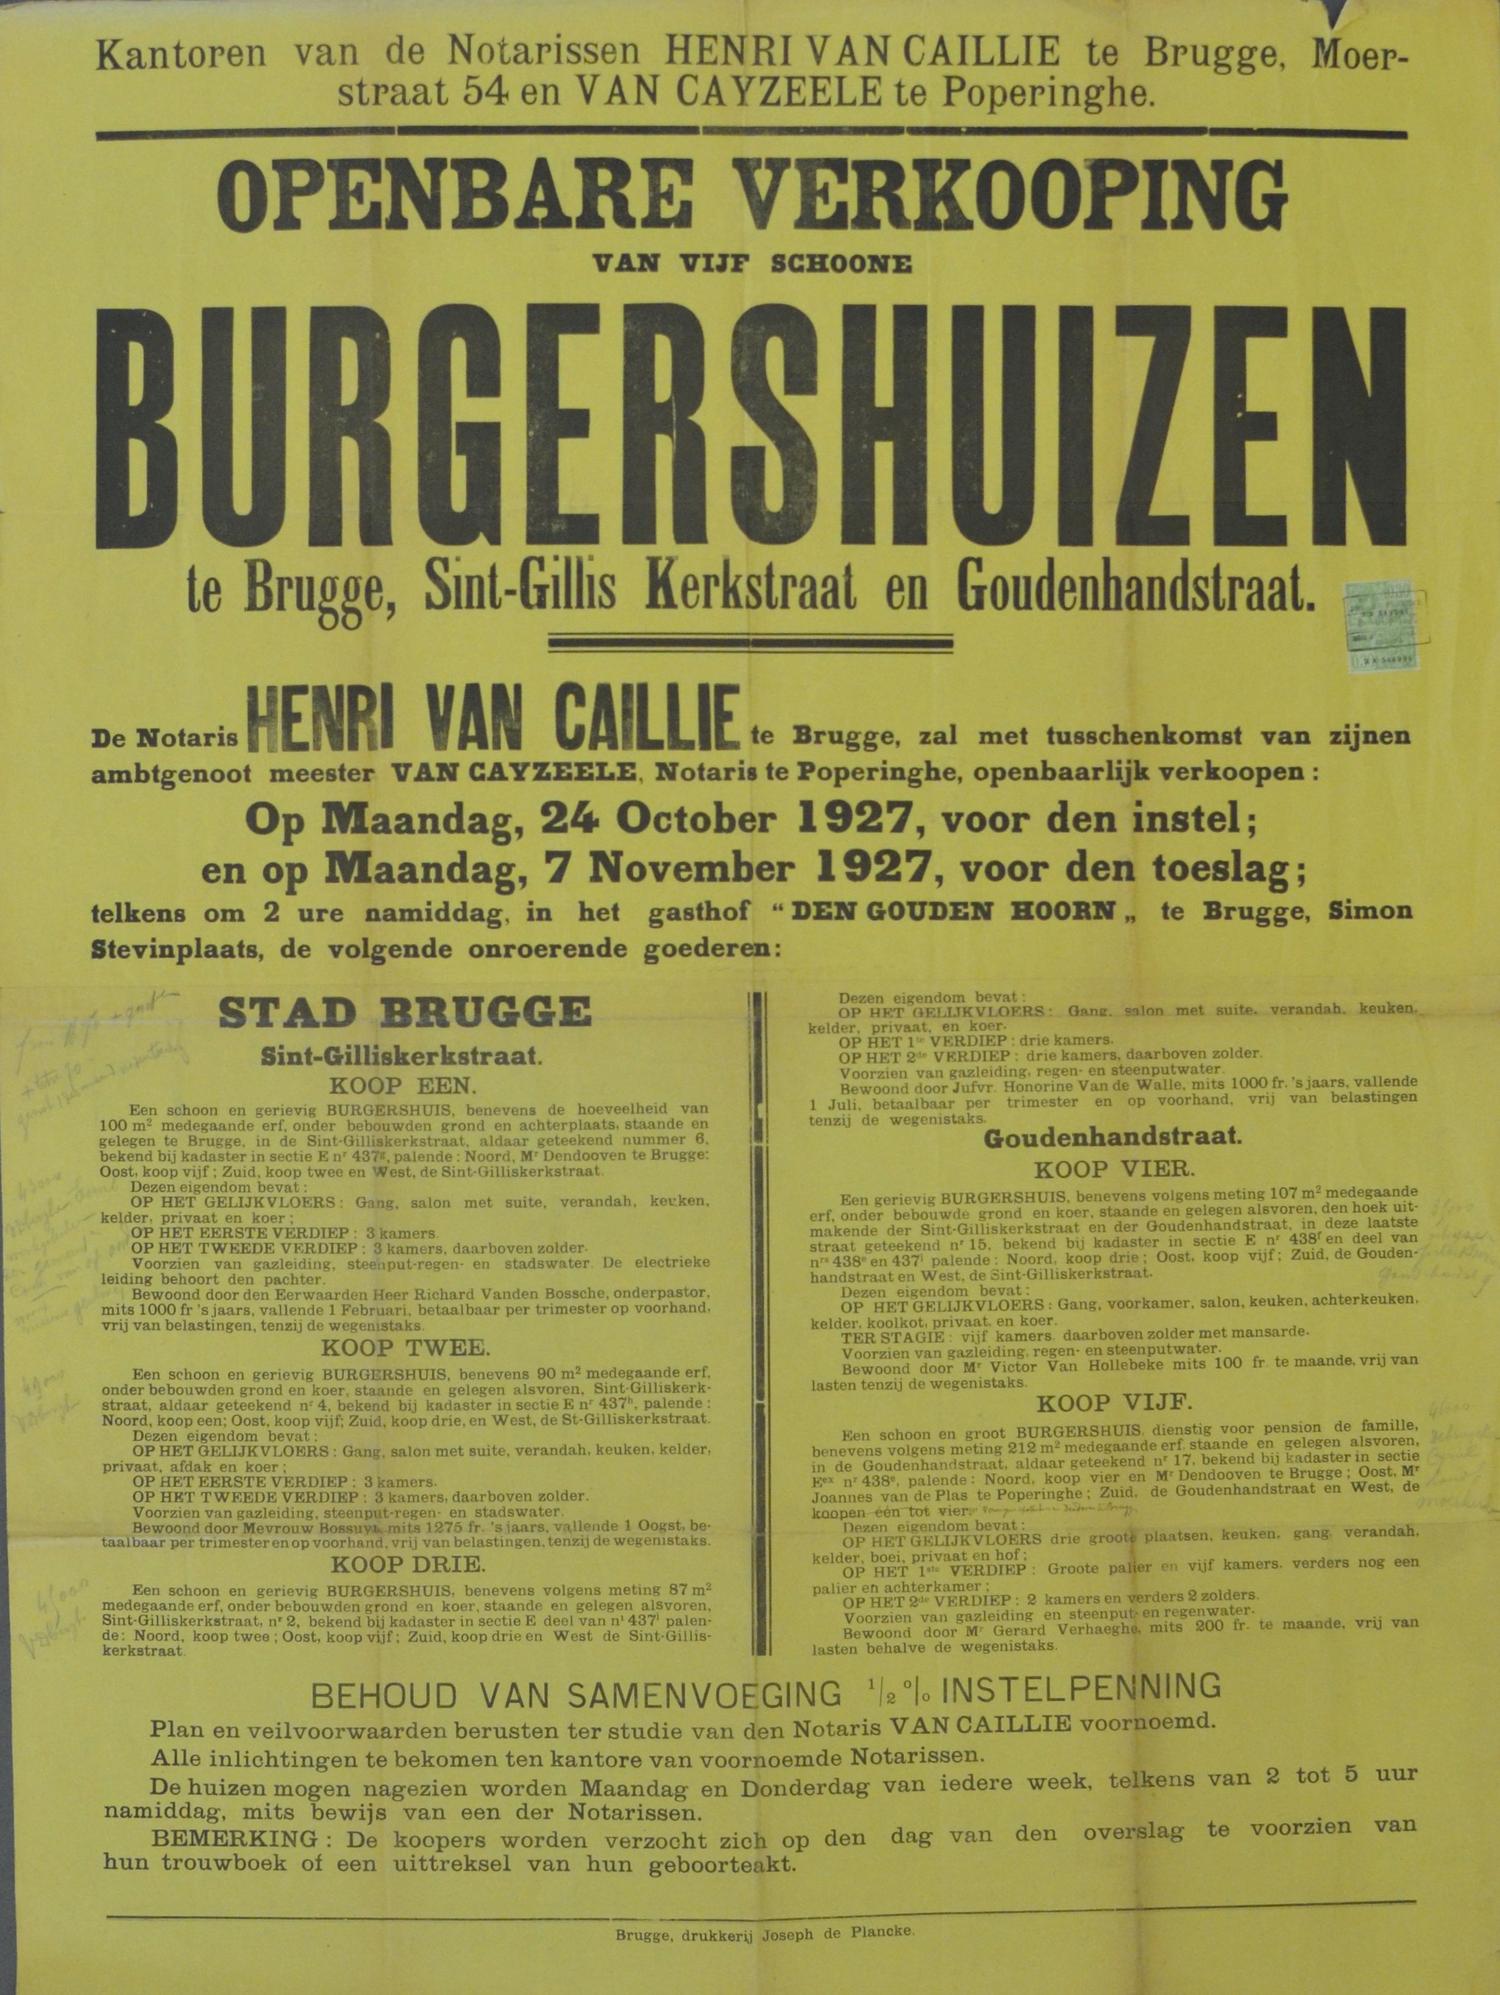 Kantoren van de Notarissen HENRI VAN CAILLIE te Brugge, Moer-
straat 54 en VAN CAYZEELE te Poperinghe.
OPENBARE VERKOOPING
VAN VIJF SCHOONE
BURGERSHUIZEN
te Brugge, Sint-Gillis Kerkstraat en Goudenhandstraat.
De Notaris HENRI VAN CAILLIE te Brugge, zal met tusschenkomst van zijnen
ambtgenoot meester VAN CAYZEELE, Notaris te Poperinghe, openbaarlijk verkoopen :
Op Maandag, 24 October 1927, voor den instel;
en op Maandag, 7 November 1927, voor den toeslag;
telkens om 2 ure namiddag, in het gasthof “ DEN GOUDEN HOORN „ te Brugge, Simon
Stevinplaats, de volgende onroerende goederen:
STAD BRUGGE
Sint-Gilliskerkstraat.
KOOP EEN.
Een schoon en gerievig BURGERSHUIS, benevens de hoeveelheid van
100 m² medegaande erf, onder bebouwden grond en achterplaats, staande en
gelegen te Brugge, in de Sint-Gilliskerkstraat, aldaar geteekend nummer 6,
bekend bij kadaster in sectie E nʳ 437ᵍ, palende : Noord, Mʳ Dendooven te Brugge:
Oost, koop vijf ; Zuid, koop twee en West, de Sint-Gilliskerkstraat.
Dezen eigendom bevat :
OP HET GELIJKVLOERS : Gang, salon met suite, verandah, keuken,
kelder, privaat en koer ;
OP HET EERSTE VERDIEP : 3 kamers.
OP HET TWEEDE VERDIEP : 3 kamers, daarboven zolder.
Voorzien van gazleiding, steenput-regen- en stadswater. De electrieke
leiding behoort den pachter.
Bewoond door den Eerwaarden Heer Richard Vanden Bossche, onderpastor,
mits 1000 fr 's jaars, vallende 1 Februari, betaalbaar per trimester op voorhand,
vrij van belastingen, tenzij de wegenistaks.
KOOP TWEE.
Een schoon en gerievig BURGERSHUIS, benevens 90 m² medegaande erf,
onder bebouwden grond en koer, staande en gelegen alsvoren, Sint-Gilliskerk-
straat, aldaar geteekend nʳ 4, bekend bij kadaster in sectie E nʳ 437ʰ, palende :
Noord, koop een; Oost, koop vijf; Zuid, koop drie, en West, de St-Gilliskerkstraat.
Dezen eigendom bevat :
OP HET GELIJKVLOERS : Gang, salon met suite, verandah, keuken, kelder,
privaat, afdak en koer ;
OP HET EERSTE VERDIEP : 3 kamers.
OP HET TWEEDE VERDIEP : 3 kamers, daarboven zolder.
Voorzien van gazleiding, steenput-regen- en stadswater.
Bewoond door Mevrouw Bossuyt, mits 1275 fr. 's jaars, vallende 1 Oogst, be-
taalbaar per trimester en op voorhand, vrij van belastingen, tenzij de wegenistaks.
KOOP DRIE.
Een schoon en gerievig BURGERSHUIS, benevens volgens meting 87 m²
medegaande erf, onder bebouwden grond en koer, staande en gelegen alsvoren,
Sint-Gilliskerkstraat, nʳ 2, bekend bij kadaster in sectie E deel van nʳ 437ⁱ palen-
de: Noord, koop twee ; Oost, koop vijf ; Zuid, koop drie en West de Sint-Gillis-
kerkstraat.
Dezen eigendom bevat :
OP HET GELIJKVLOERS : Gang, salon met suite, verandah, keuken,
kelder, privaat, en koer.
OP HET 1ˢᵗᵉ VERDIEP : drie kamers.
OP HET 2ᵈᵉ VERDIEP : drie kamers, daarboven zolder.
Voorzien van gazleiding, regen- en steenputwater.
Bewoond door Jufvr. Honorine Van de Walle, mits 1000 fr. 's jaars, vallende
1 Juli, betaalbaar per trimester en op voorhand, vrij van belastingen
tenzij de wegenistaks.
Goudenhandstraat.
KOOP VIER.
Een gerievig BURGERSHUIS, benevens volgens meting 107 m² medegaande
erf, onder bebouwde grond en koer, staande en gelegen alsvoren, den hoek uit-
makende der Sint-Gilliskerkstraat en der Goudenhandstraat, in deze laatste
straat geteekend nʳ 15, bekend bij kadaster in sectie E nʳ 438ᶠ en deel van
nʳˢ 438ᵉ en 437ⁱ palende : Noord, koop drie ; Oost, koop vijf ; Zuid, de Gouden-
handstraat en West, de Sint-Gilliskerkstraat.
Dezen eigendom bevat :
OP HET GELIJKVLOERS : Gang, voorkamer, salon, keuken, achterkeuken,
kelder, koolkot, privaat, en koer.
TER STAGIE : vijf kamers. daarboven zolder met mansarde.
Voorzien van gazleiding, regen- en steenputwater.
Bewoond door Mʳ Victor Van Hollebeke mits 100 fr. te maande, vrij van
lasten tenzij de wegenistaks.
KOOP VIJF.
Een schoon en groot BURGERSHUIS, dienstig voor pension de famille,
benevens volgens meting 212 m² medegaande erf, staande en gelegen alsvoren,
in de Goudenhandstraat, aldaar geteekend nʳ 17, bekend bij kadaster in sectie
Eᵉˣ nʳ 438ᵉ, palende : Noord, koop vier en Mʳ Dendooven te Brugge ; Oost, Mʳ
Joannes van de Plas te Poperinghe ; Zuid, de Goudenhandstraat en West, de
koopen een tot vier.
Dezen eigendom bevat :
OP HET GELIJKVLOERS drie groote plaatsen, keuken, gang, verandah,
kelder, boei, privaat en hof ;
OP HET 1ˢᵗᵉ VERDIEP : Groote palier en vijf kamers, verders nog een
palier en achterkamer ;
OP HET 2ᵈᵉ VERDIEP : 2 kamers en verders 2 zolders.
Voorzien van gazleiding en steenput- en regenwater.
Bewoond door Mʳ Gerard Verhaeghe, mits 200 fr. te maande, vrij van
lasten behalve de wegenistaks.
BEHOUD VAN SAMENVOEGING ½ % INSTELPENNING
Plan en veilvoorwaarden berusten ter studie van den Notaris VAN CAILLIE voornoemd.
Alle inlichtingen te bekomen ten kantore van voornoemde Notarissen.
De huizen mogen nagezien worden Maandag en Donderdag van iedere week, telkens van 2 tot 5 uur
namiddag, mits bewijs van een der Notarissen.
BEMERKING : De koopers worden verzocht zich op den dag van den overslag te voorzien van
hun trouwboek of een uittreksel van hun geboorteakt.
Brugge, drukkerij Joseph de Plancke.